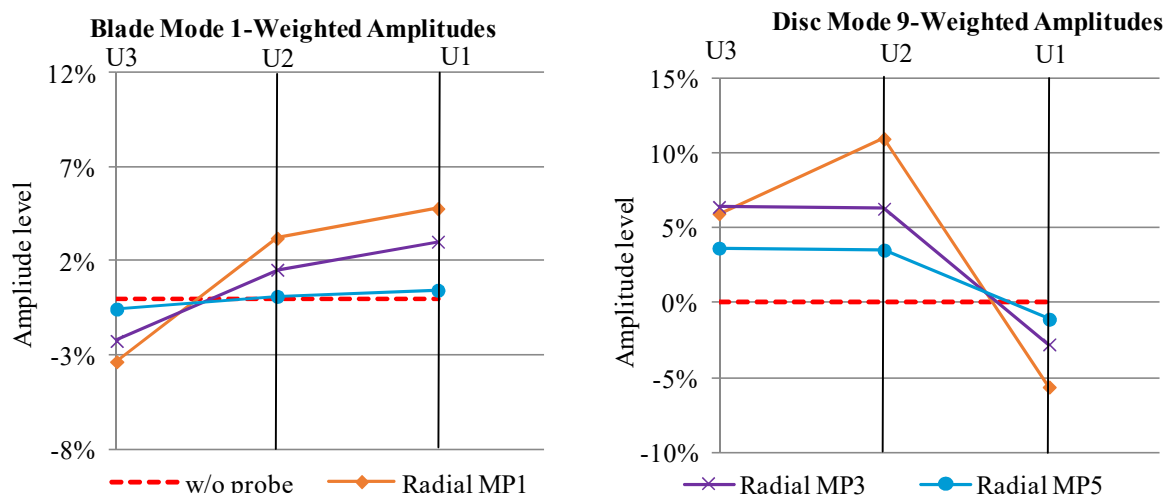 Blade Mode 1-Weighted Amplitudes
U3 U2 U1
12%
7%
2%
-3%
-8%
Amplitude level
Disc Mode 9-Weighted Amplitudes
U3 U2 U1
15%
10%
5%
0%
-5%
-10%
Amplitude level
w/o probe Radial MP1 Radial MP3 Radial MP5